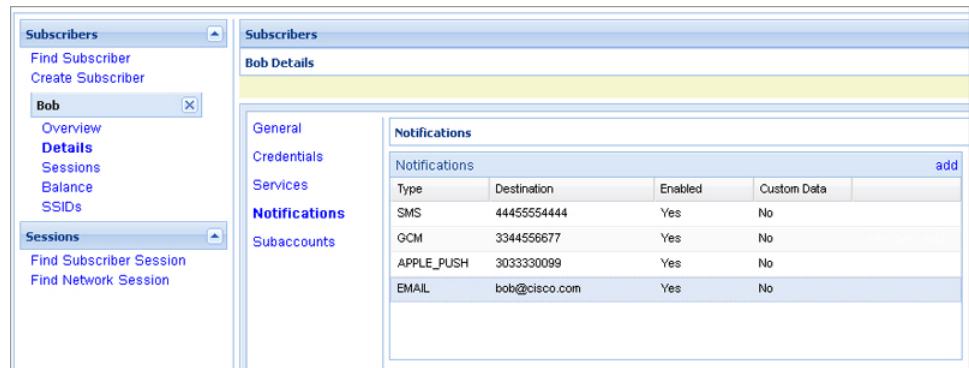 Subscribers
Find Subscriber
Create Subscriber
Bob
Overview
Details
Sessions
Balance
SSIDs
Sessions
Find Subscriber Session
Find Network Session
Subscribers
Bob Details
General
Credentials
Services
Notifications
Subaccounts
Notifications
Notifications add
Type Destination Enabled Custom Data
SMS 44455554444 Yes No
GCM 3344556677 Yes No
APPLE_PUSH 3033330099 Yes No
EMAIL bob@cisco.com Yes No